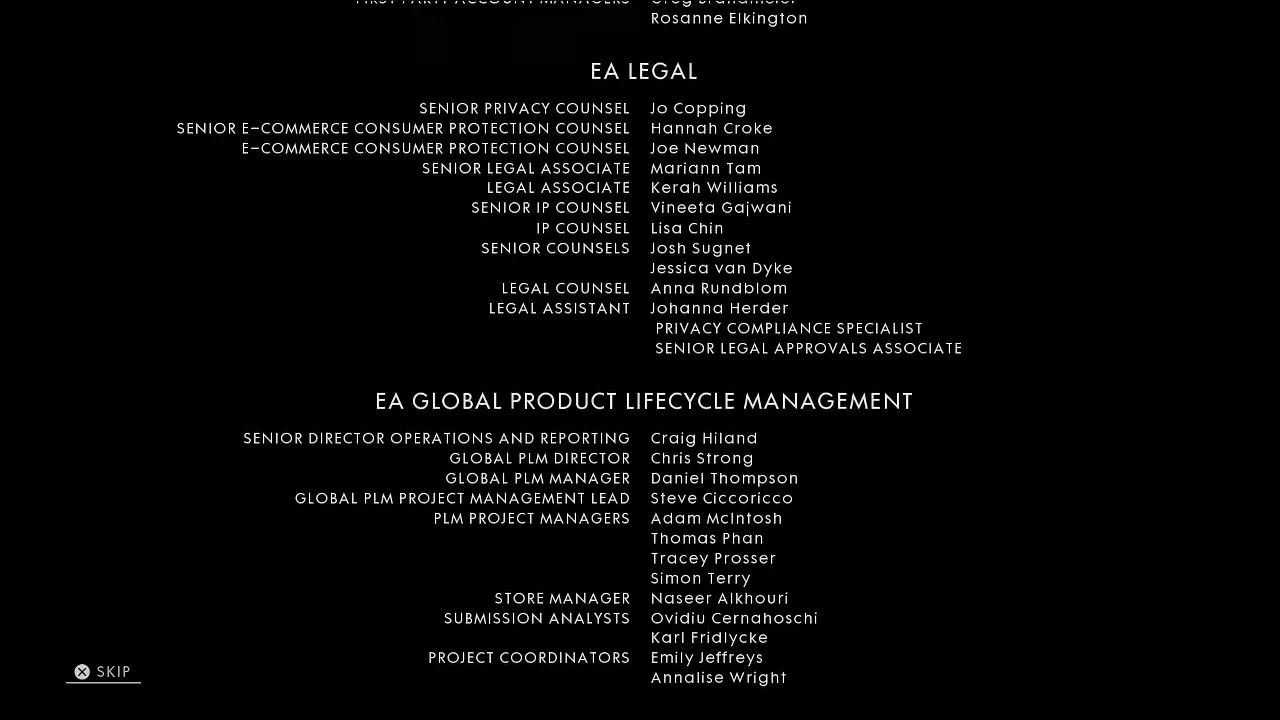 FIRST PARTY ACCOUNT MANAGERS Greg Brandmeier
Rosanne Elkington
EA LEGAL
SENIOR PRIVACY COUNSEL Jo Copping
SENIOR E-COMMERCE CONSUMER PROTECTION COUNSEL Hannah Croke
E-COMMERCE CONSUMER PROTECTION COUNSEL Joe Newman
SENIOR LEGAL ASSOCIATE Mariann Tam
LEGAL ASSOCIATE Kerah Williams
SENIOR IP COUNSEL Vineeta Gajwani
IP COUNSEL Lisa Chin
SENIOR COUNSELS Josh Sugnet
Jessica van Dyke
LEGAL COUNSEL Anna Rundblom
LEGAL ASSISTANT Johanna Herder
PRIVACY COMPLIANCE SPECIALIST
SENIOR LEGAL APPROVALS ASSOCIATE
EA GLOBAL PRODUCT LIFECYCLE MANAGEMENT
SENIOR DIRECTOR OPERATIONS AND REPORTING Craig Hiland
GLOBAL PLM DIRECTOR Chris Strong
GLOBAL PLM MANAGER Daniel Thompson
GLOBAL PLM PROJECT MANAGEMENT LEAD Steve Ciccoricco
PLM PROJECT MANAGERS Adam McIntosh
Thomas Phan
Tracey Prosser
Simon Terry
STORE MANAGER Naseer Alkhouri
SUBMISSION ANALYSTS Ovidiu Cernahoschi
Karl Fridlycke
PROJECT COORDINATORS Emily Jeffreys
Annalise Wright
SKIP